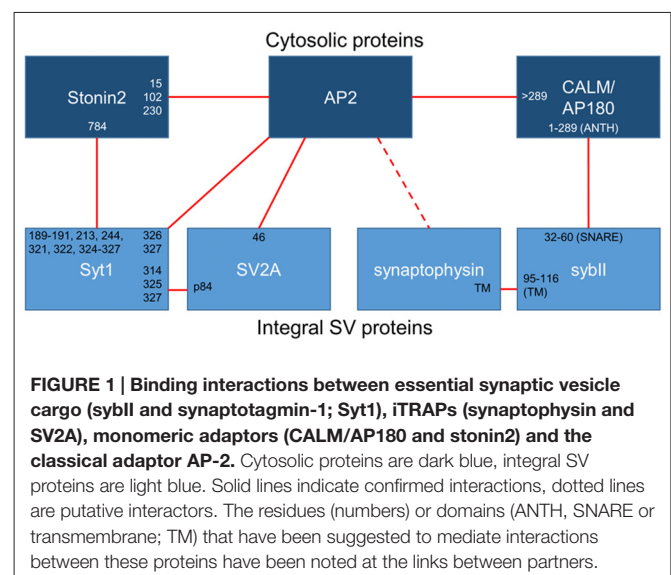 Cytosolic proteins
Stonin2
15
102
230
784
AP2
>289
CALM/
AP180
1-289 (ANTH)
189-191, 213, 244,
321, 322, 324-327
326
327
Syt1
314
325
327
46
SV2A
p84
synaptophysin
TM
32-60 (SNARE)
sybII
95-116
(TM)
Integral SV proteins
FIGURE 1 | Binding interactions between essential synaptic vesicle
cargo (sybII and synaptotagmin-1; Syt1), iTRAPs (synaptophysin and
SV2A), monomeric adaptors (CALM/AP180 and stonin2) and the
classical adaptor AP-2. Cytosolic proteins are dark blue, integral SV
proteins are light blue. Solid lines indicate confirmed interactions, dotted lines
are putative interactors. The residues (numbers) or domains (ANTH, SNARE or
transmembrane; TM) that have been suggested to mediate interactions
between these proteins have been noted at the links between partners.